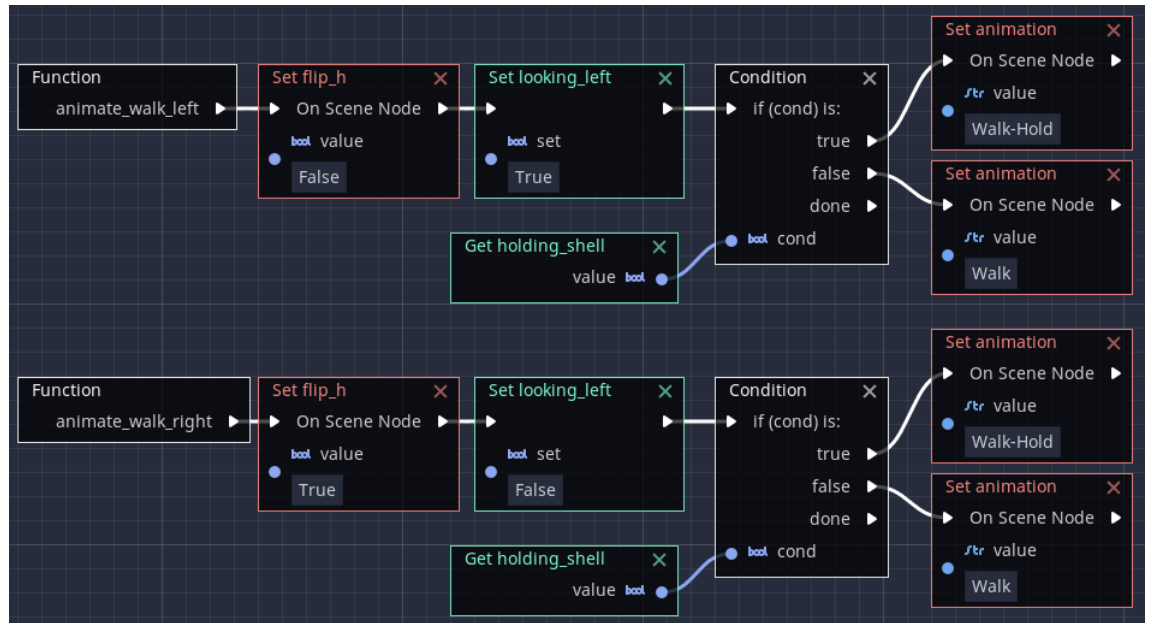 Function
animate_walk_left
Set flip_h
On Scene Node
bool value
False
Set looking_left
bool set
True
Get holding_shell
value bool
Condition
if (cond) is:
true
false
done
bool cond
Set animation
On Scene Node
Str value
Walk-Hold
Set animation
On Scene Node
Str value
Walk
Function
animate_walk_right
Set flip_h
On Scene Node
bool value
True
Set looking_left
bool set
False
Get holding_shell
value bool
Condition
if (cond) is:
true
false
done
bool cond
Set animation
On Scene Node
Str value
Walk-Hold
Set animation
On Scene Node
Str value
Walk